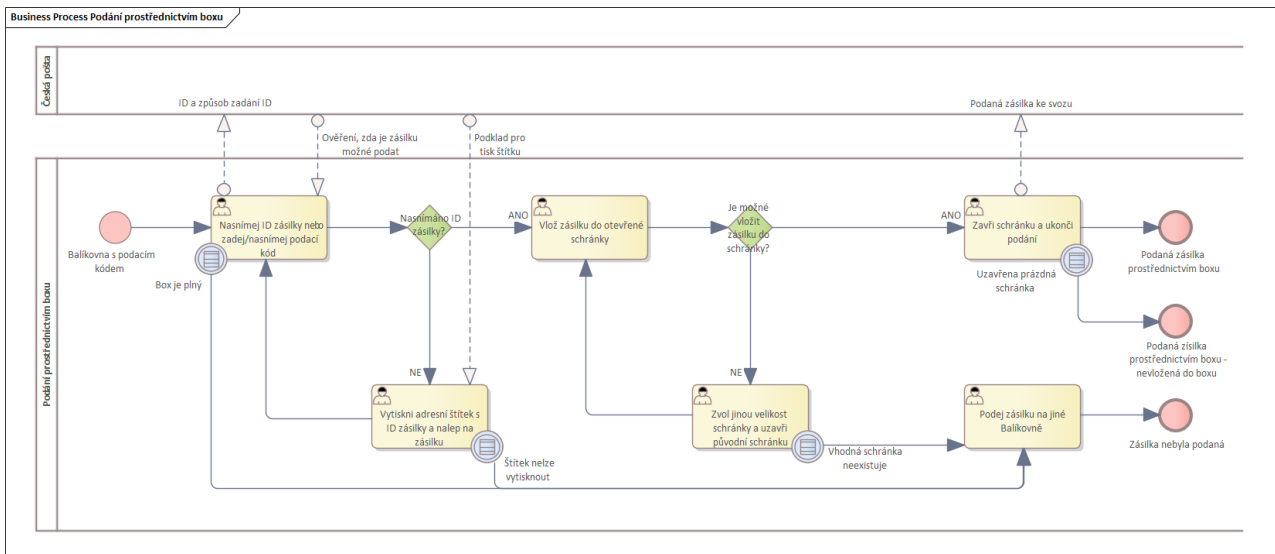 Business Process Podání prostřednictvím boxu
Česká pošta
ID a způsob zadání ID
Podaná zásilka ke svozu
Ověření, zda je zásilku
možné podat
Podklad pro
tisk štítku
Podání prostřednictvím boxu
Balíkovna s podacím
kódem
Nasnímej ID zásilky nebo
zadej/nasnímej podací
kód
Box je plný
Nasnímáno ID
zásilky?
ANO
NE
Vlož zásilku do otevřené
schránky
Je možné
vložit
zásilku do
schránky?
ANO
NE
Zavři schránku a ukonči
podání
Uzavřena prázdná
schránka
Podaná zásilka
prostřednictvím boxu
Podaná zísilka
prostřednictvím boxu -
nevložená do boxu
Vytiskni adresní štítek s
ID zásilky a nalep na
zásilku
Štítek nelze
vytisknout
Zvol jinou velikost
schránky a uzavři
původní schránku
Vhodná schránka
neexistuje
Podej zásilku na jiné
Balíkovně
Zásilka nebyla podaná